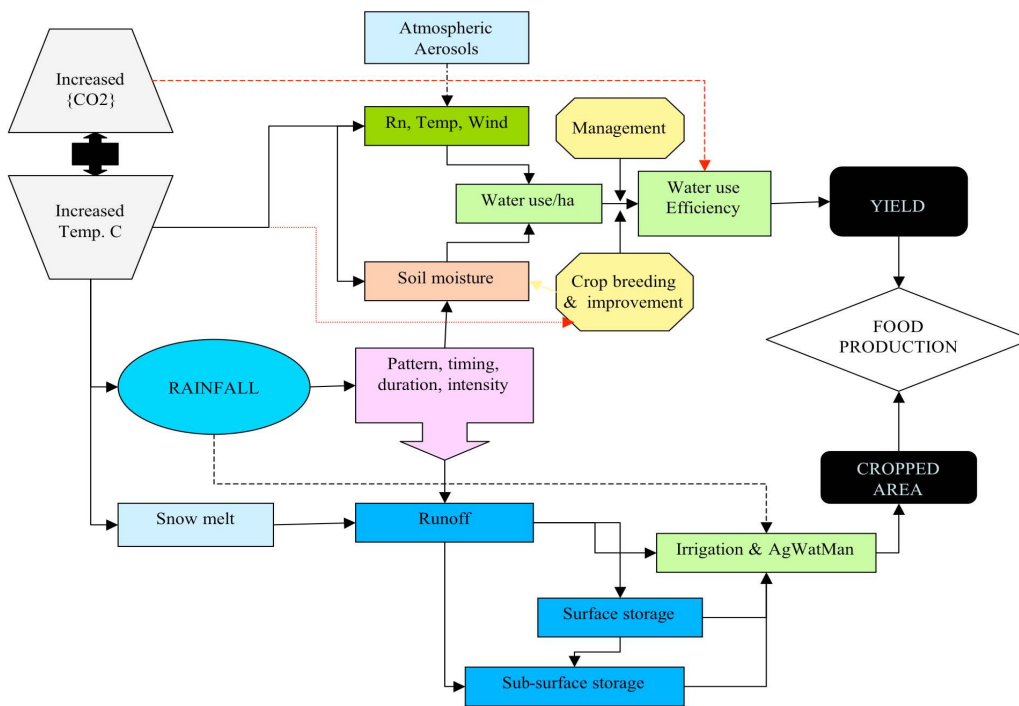 Atmospheric
Aerosols
Increased
{CO2}
Rn, Temp, Wind
Management
Increased
Temp. C
Water use/ha
Water use
Efficiency
YIELD
Soil moisture
Crop breeding
& improvement
FOOD
PRODUCTION
RAINFALL
Pattern, timing,
duration, intensity
CROPPED
AREA
Snow melt
Runoff
Irrigation & AgWatMan
Surface storage
Sub-surface storage